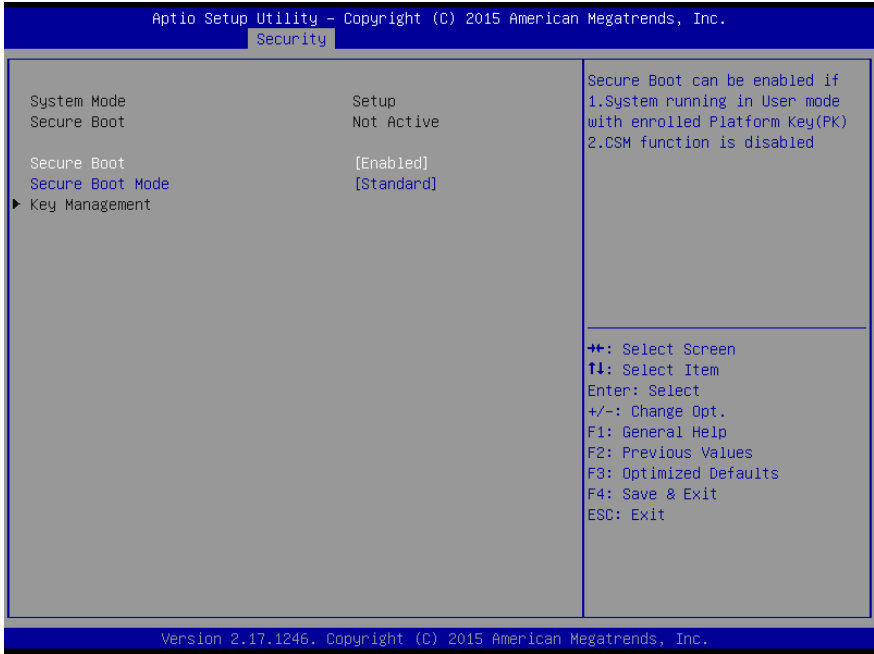 Aptio Setup Utility – Copyright (C) 2015 American Megatrends, Inc.
Security
System Mode Setup
Secure Boot Not Active
Secure Boot [Enabled]
Secure Boot Mode [Standard]
▶ Key Management
Secure Boot can be enabled if
1.System running in User mode
with enrolled Platform Key(PK)
2.CSM function is disabled
→←: Select Screen
↑↓: Select Item
Enter: Select
+/-: Change Opt.
F1: General Help
F2: Previous Values
F3: Optimized Defaults
F4: Save & Exit
ESC: Exit
Version 2.17.1246. Copyright (C) 2015 American Megatrends, Inc.